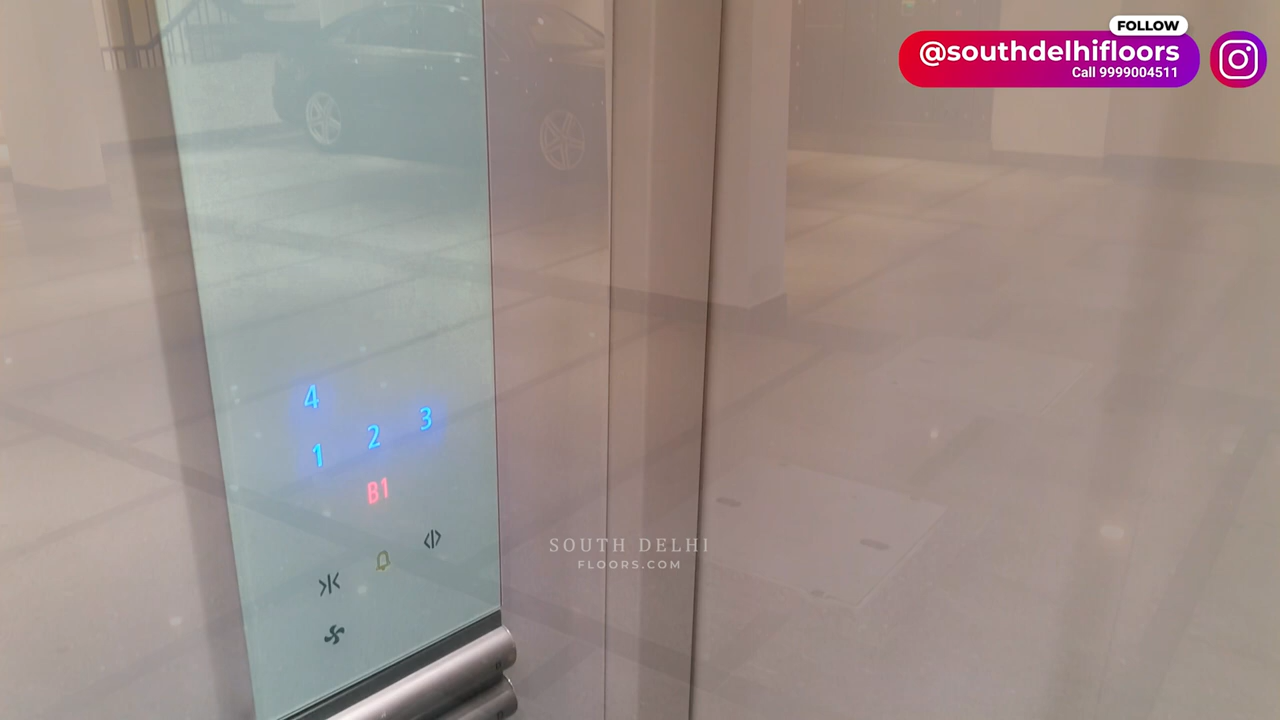 FOLLOW
@southdelhifloors
Call 9999004511
4
1 2 3
B1
SOUTH DELHI
FLOORS.COM